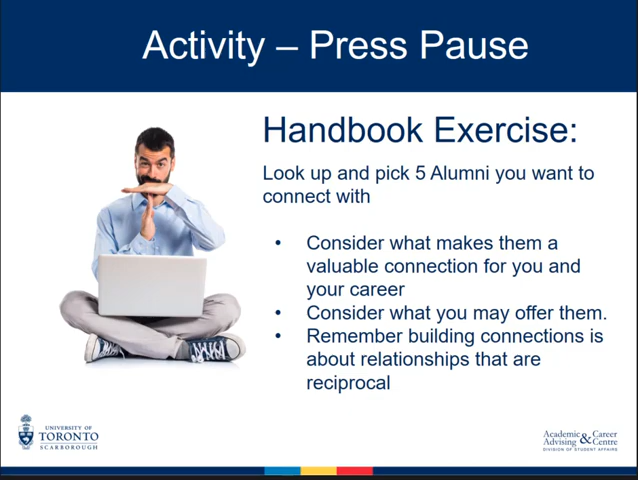 Activity – Press Pause
Handbook Exercise:
Look up and pick 5 Alumni you want to
connect with
• Consider what makes them a
valuable connection for you and
your career
• Consider what you may offer them.
• Remember building connections is
about relationships that are
reciprocal
UNIVERSITY OF
TORONTO
SCARBOROUGH
Academic & Career
Advising Centre
DIVISION OF STUDENT AFFAIRS